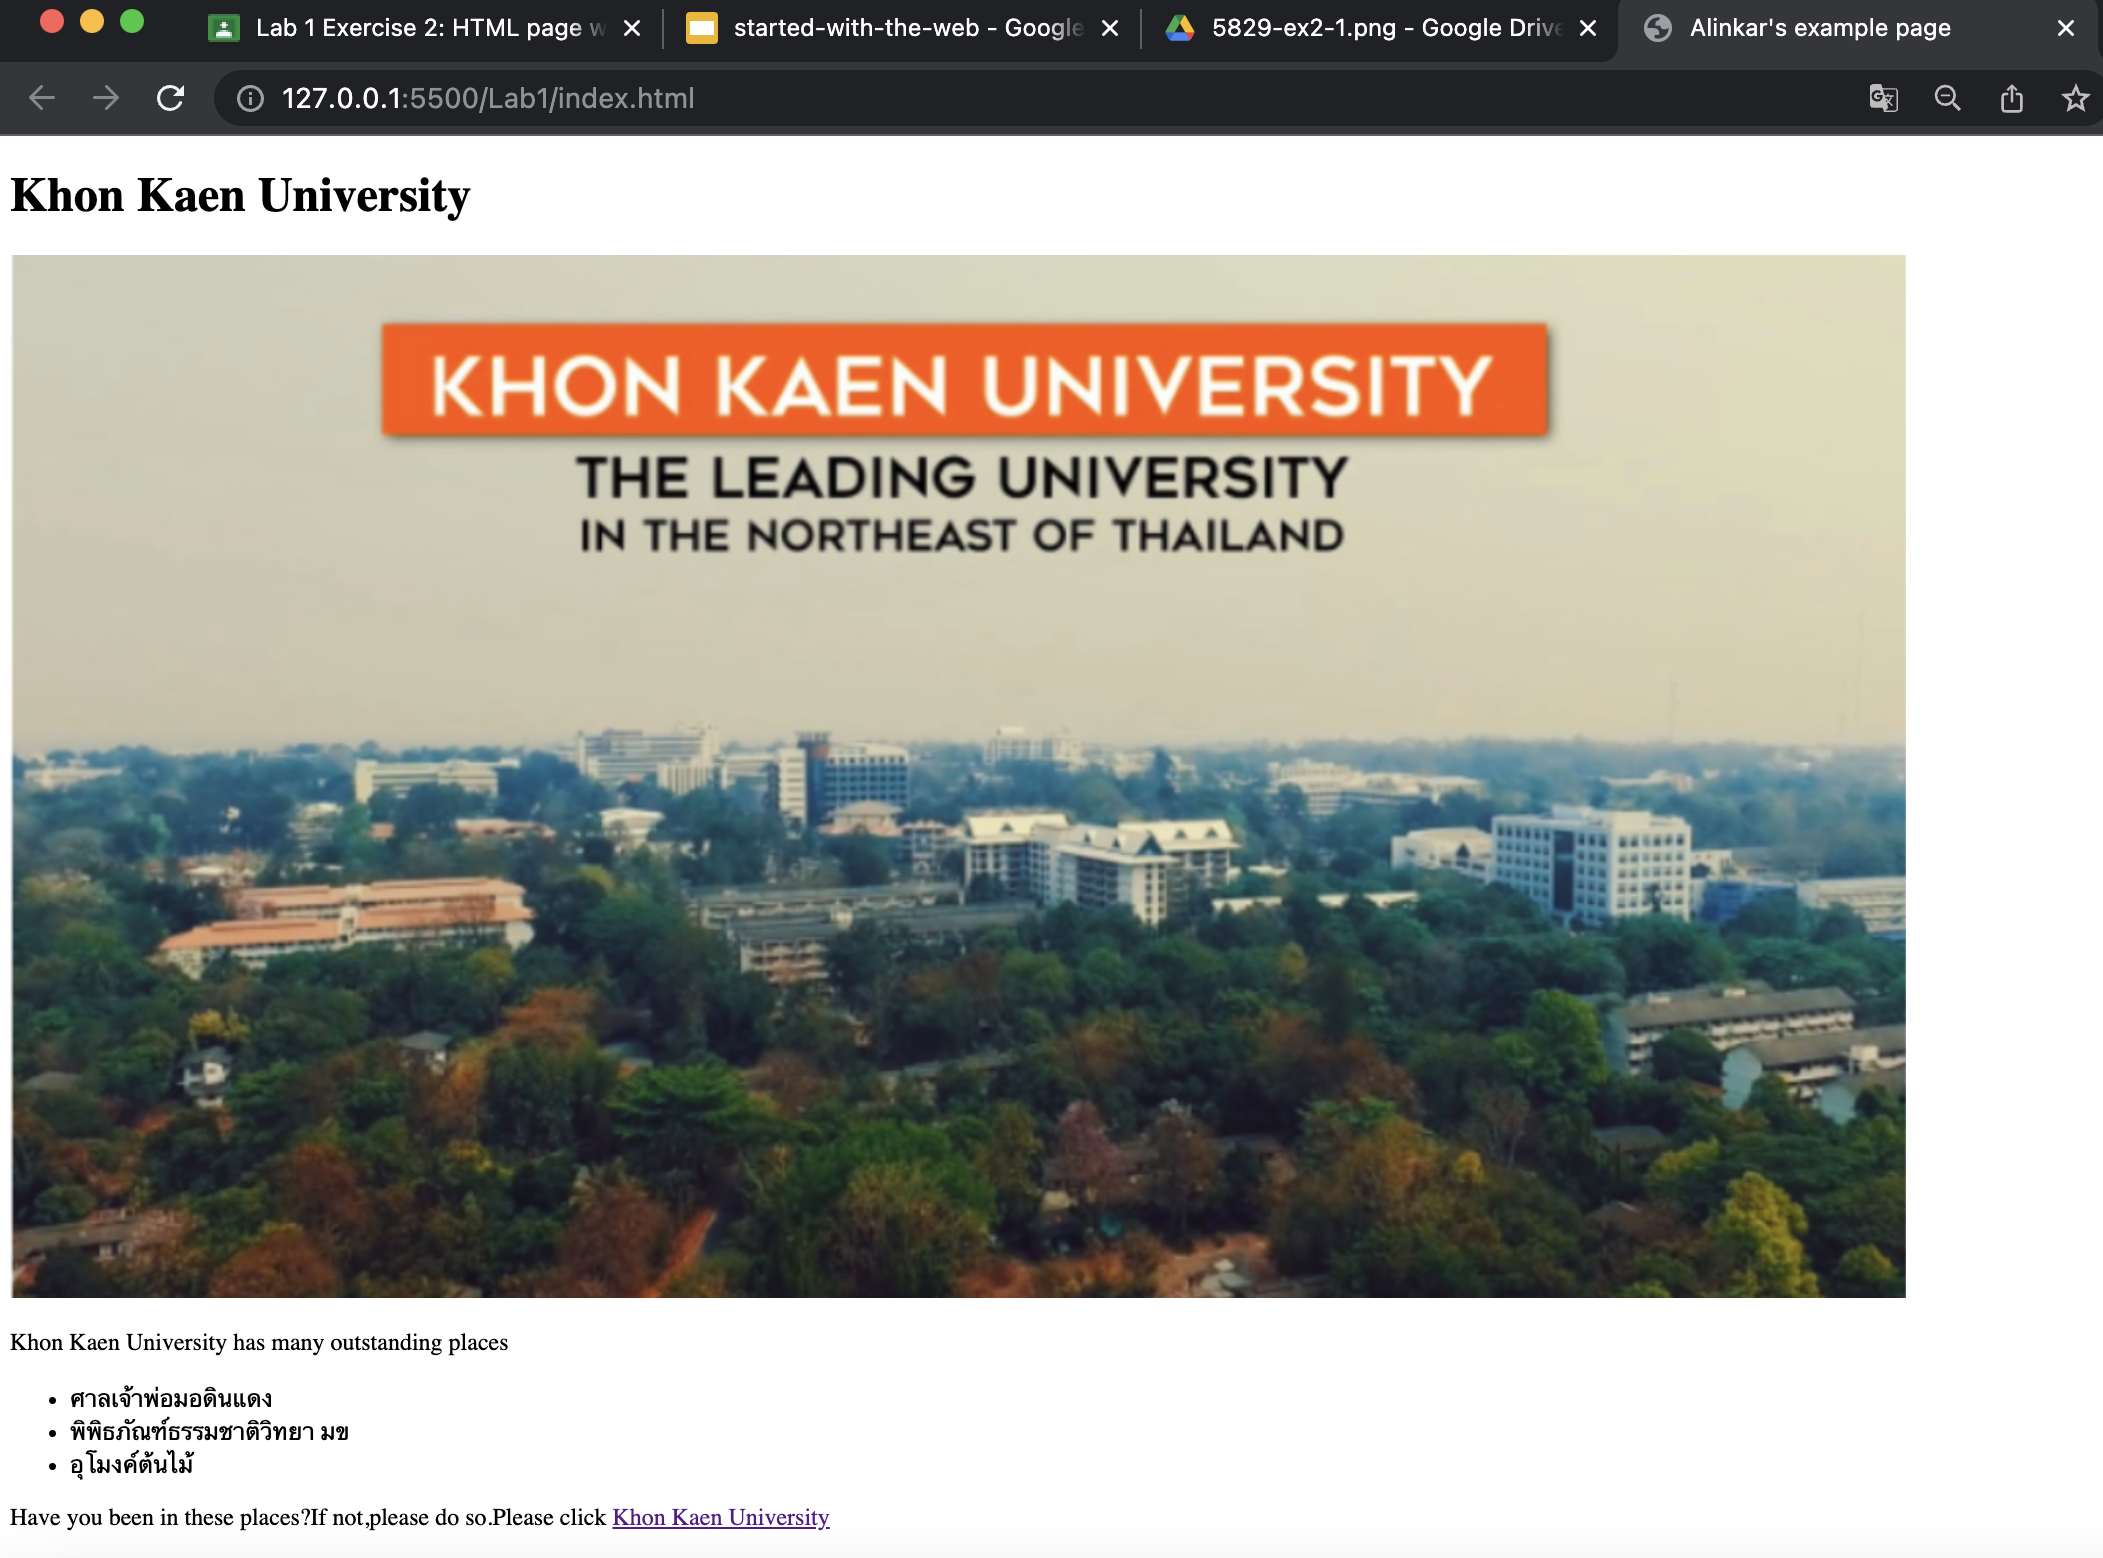 Lab 1 Exercise 2: HTML page w
started-with-the-web - Google
5829-ex2-1.png - Google Drive
Alinkar's example page
127.0.0.1:5500/Lab1/index.html
Khon Kaen University
KHON KAEN UNIVERSITY
THE LEADING UNIVERSITY
IN THE NORTHEAST OF THAILAND
Khon Kaen University has many outstanding places
ศาลเจ้าพ่อมอดินแดง
พิพิธภัณฑ์ธรรมชาติวิทยา มข
อุโมงค์ต้นไม้
Have you been in these places?If not,please do so.Please click Khon Kaen University